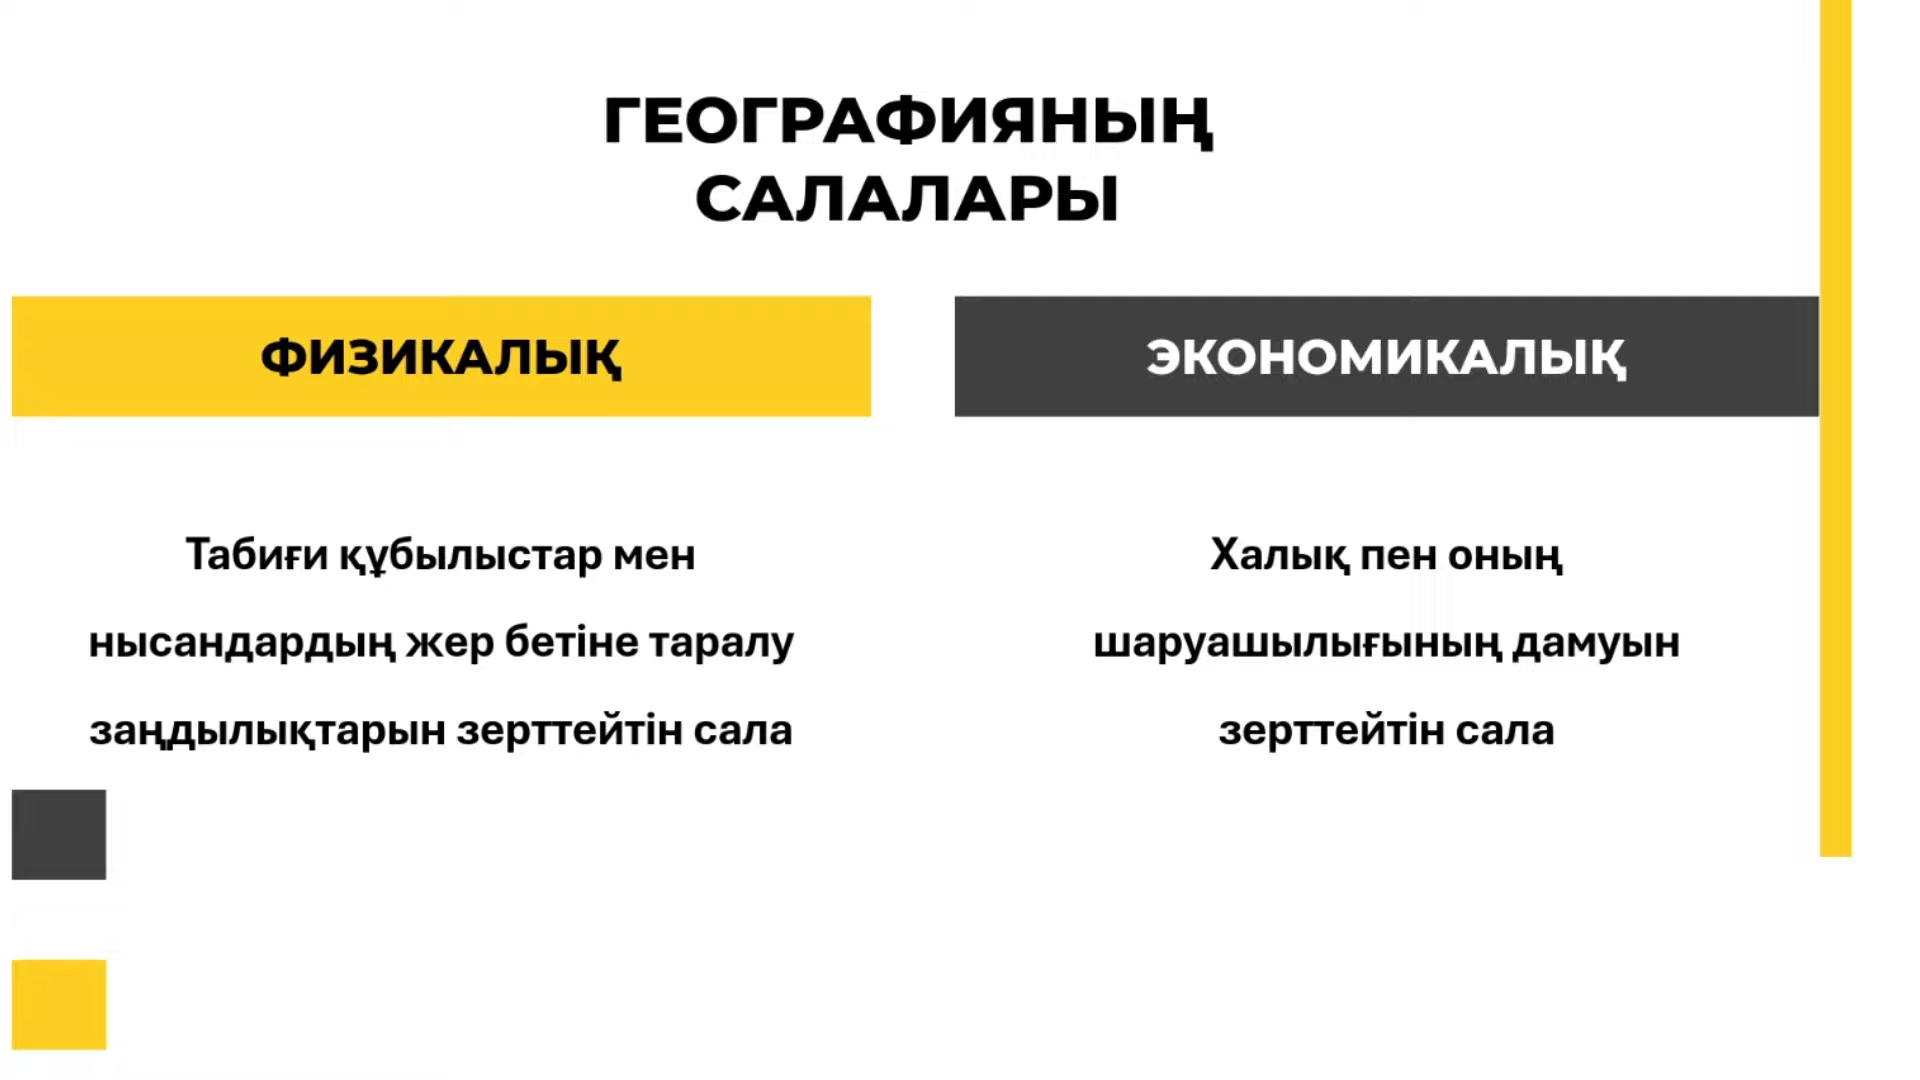 ГЕОГРАФИЯНЫҢ
САЛАЛАРЫ
ФИЗИКАЛЫҚ
Табиғи құбылыстар мен
нысандардың жер бетіне таралу
заңдылықтарын зерттейтін сала
ЭКОНОМИКАЛЫҚ
Халық пен оның
шаруашылығының дамуын
зерттейтін сала